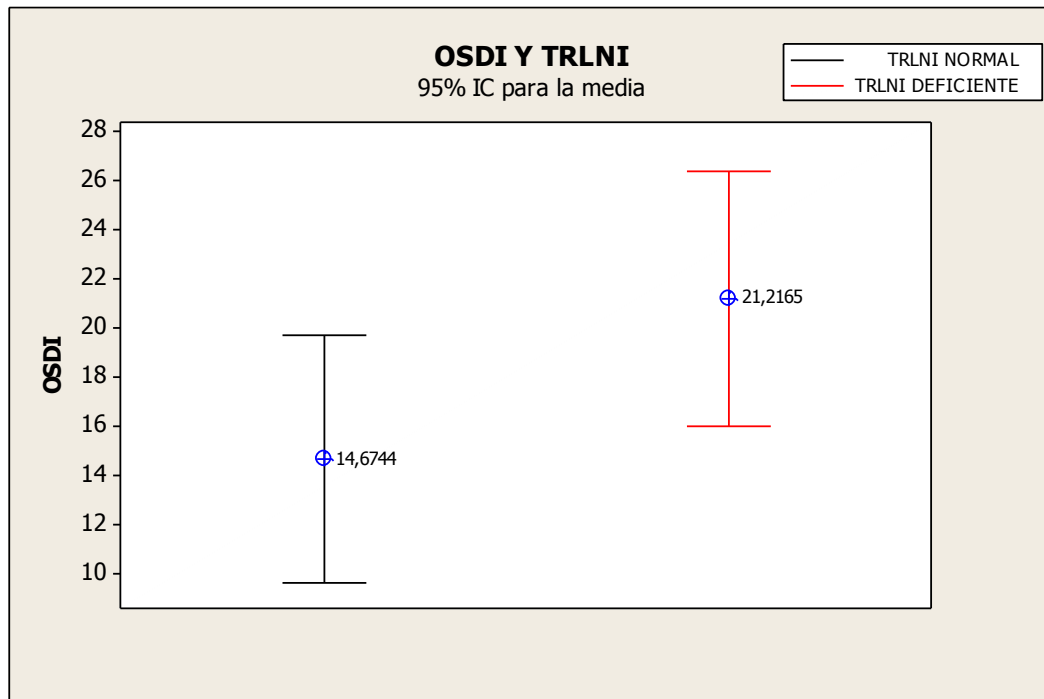 OSDI Y TRLNI
95% IC para la media
TRLNI NORMAL
TRLNI DEFICIENTE
28
26
24
22
20
18
16
14
12
10
OSDI
21,2165
14,6744